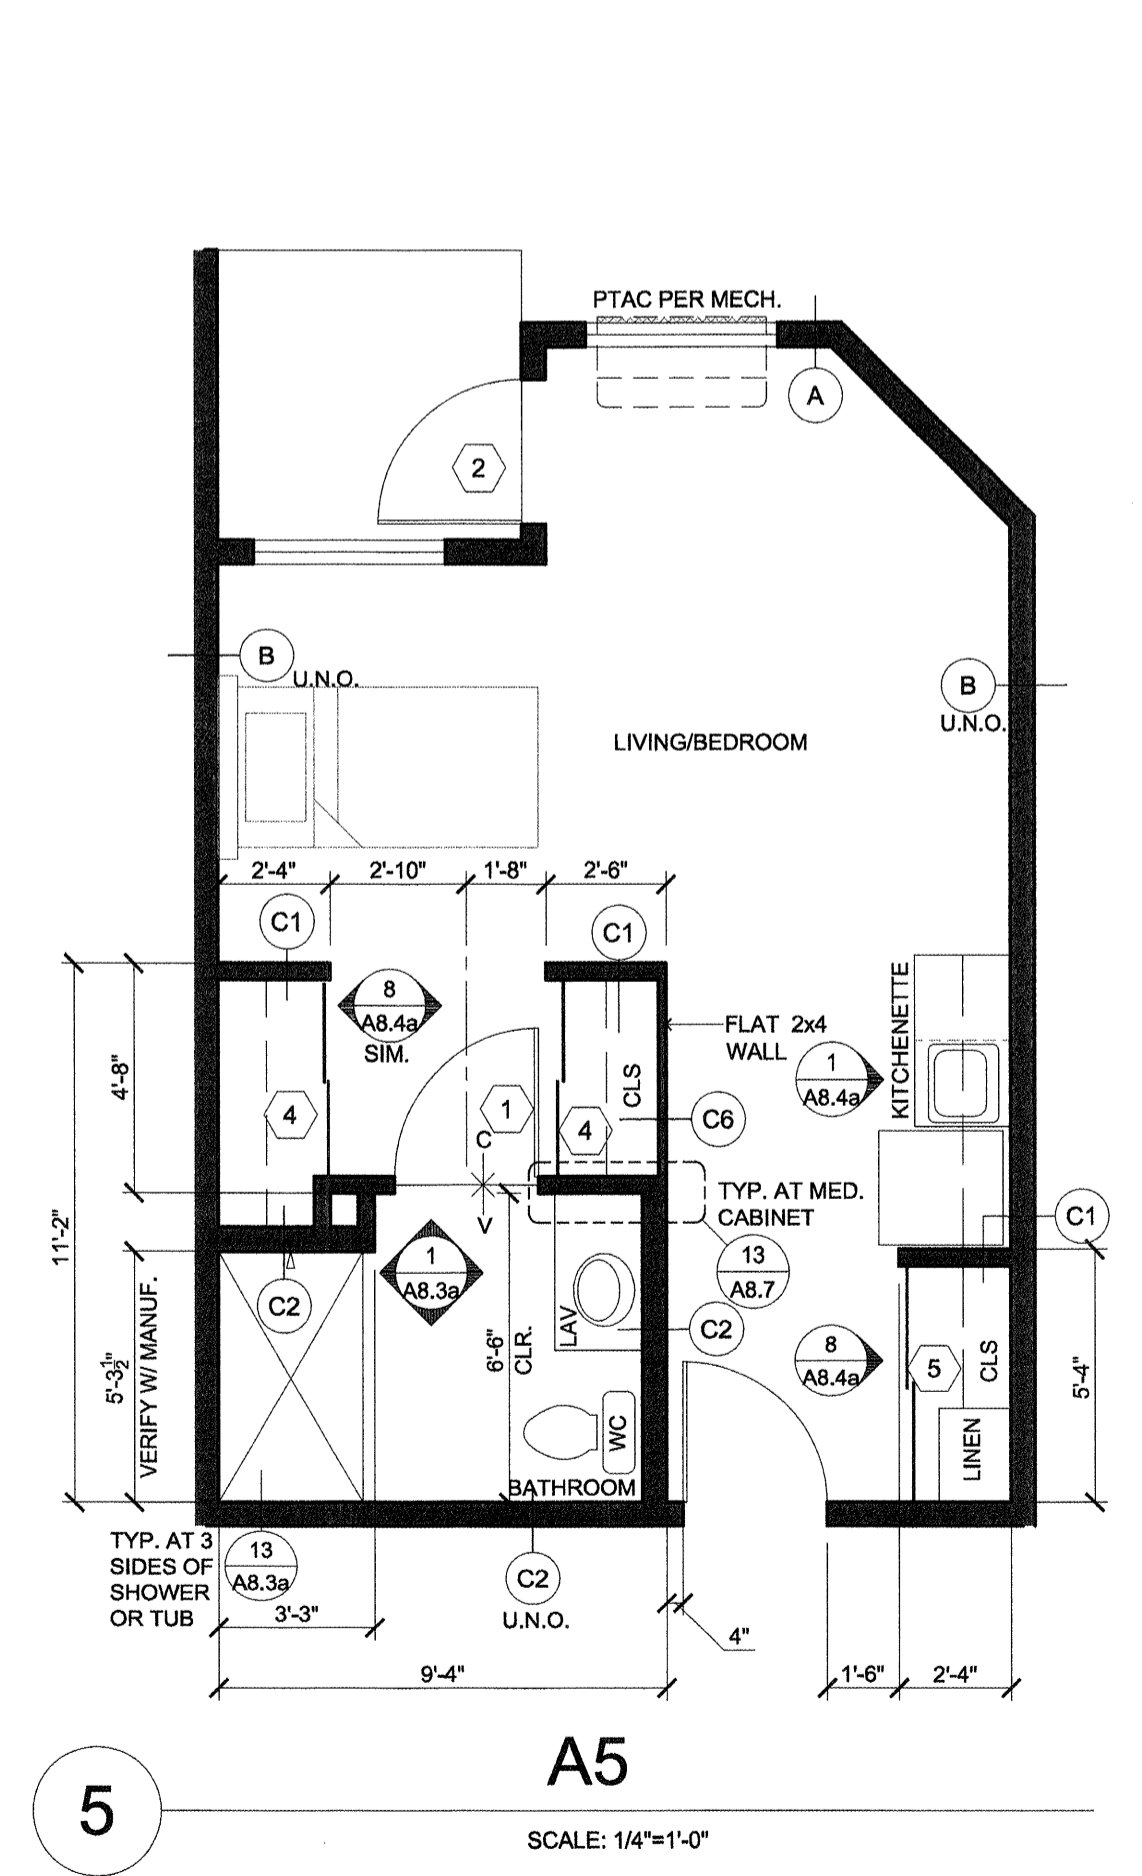 PTAC PER MECH.
A
2
B
U.N.O.
B
U.N.O.
LIVING/BEDROOM
2'-4"
2'-10"
1'-8"
2'-6"
C1
C1
8
A8.4a
SIM.
FLAT 2x4
WALL
KITCHENETTE
1
A8.4a
4'-8"
4
1
4
CLS
C6
C
V
TYP. AT MED.
CABINET
11'-2"
C1
1
A8.3a
13
A8.7
C2
LAV
C2
6'-6"
CLR.
5'-3 1/2"
VERIFY W/ MANUF.
8
A8.4a
5
CLS
5'-4"
WC
LINEN
BATHROOM
TYP. AT 3
SIDES OF
SHOWER
OR TUB
13
A8.3a
C2
U.N.O.
3'-3"
4"
9'-4"
1'-6"
2'-4"
A5
5
SCALE: 1/4"=1'-0"